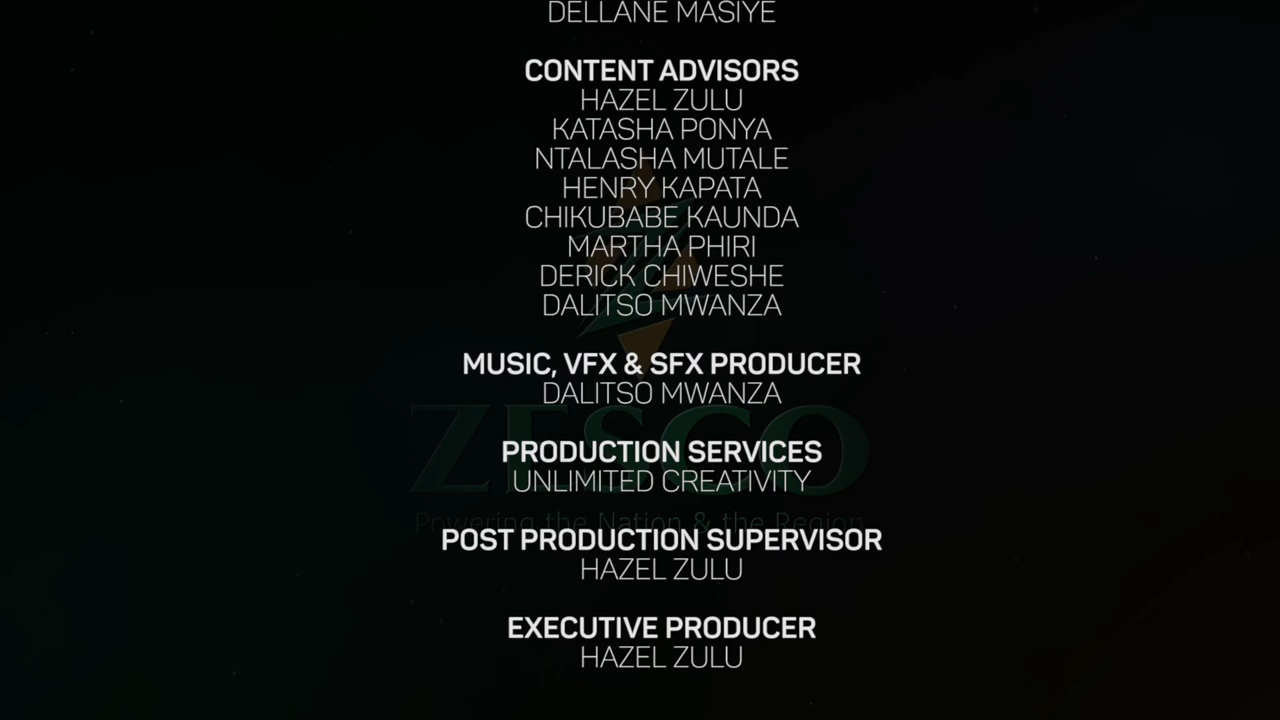 DELLANE MASIYE
CONTENT ADVISORS
HAZEL ZULU
KATASHA PONYA
NTALASHA MUTALE
HENRY KAPATA
CHIKUBABE KAUNDA
MARTHA PHIRI
DERICK CHIWESHE
DALITSO MWANZA
MUSIC, VFX & SFX PRODUCER
DALITSO MWANZA
ZESCO
PRODUCTION SERVICES
UNLIMITED CREATIVITY
Powering the Nation & the Region
POST PRODUCTION SUPERVISOR
HAZEL ZULU
EXECUTIVE PRODUCER
HAZEL ZULU